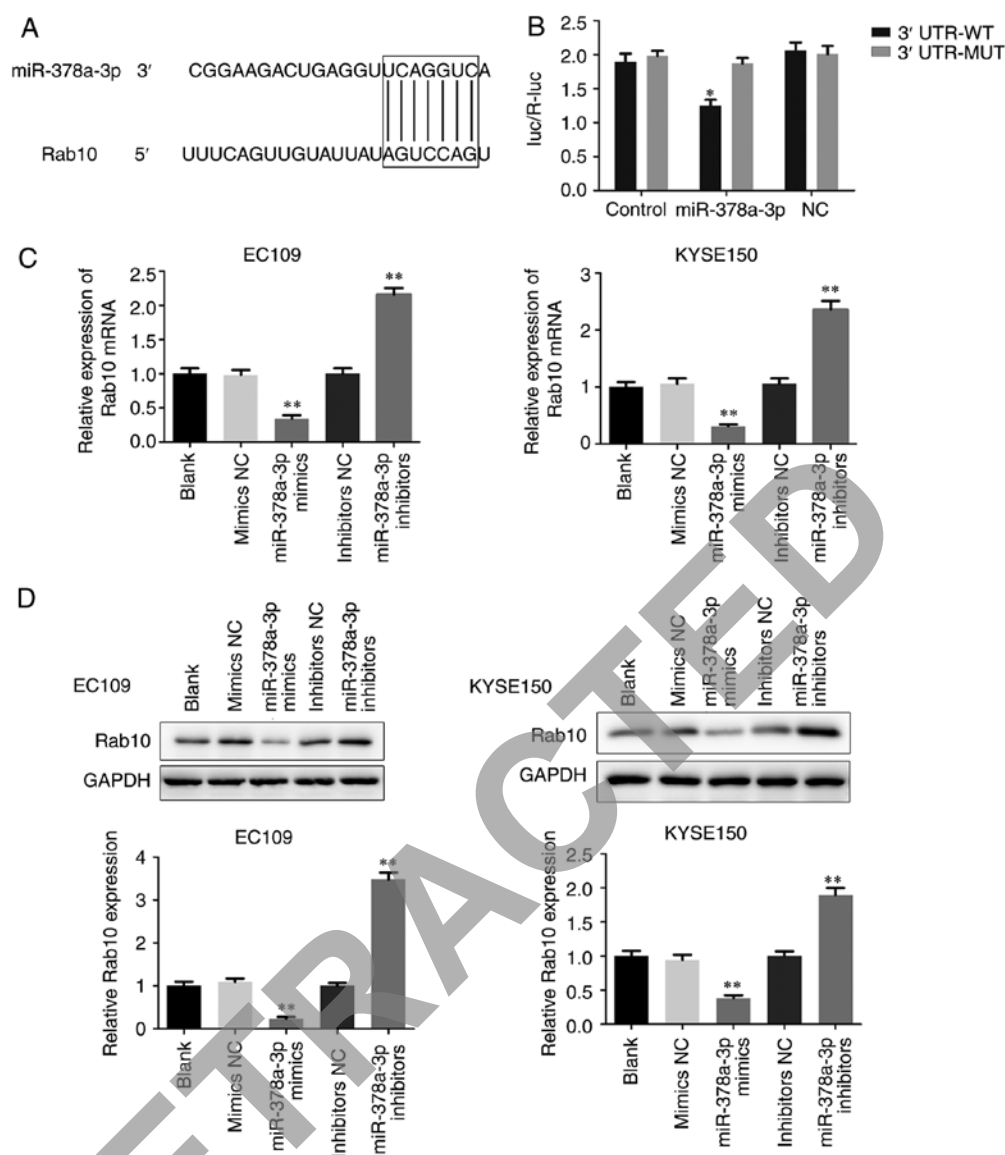 A
miR-378a-3p 3′ CGGAAGACUGAGGUUCAGGUCA
Rab10 5′ UUUCAGUUGUAUUAUAGUCCAGU
B
3′ UTR-WT
3′ UTR-MUT
luc/R-luc
2.5
2.0
1.5
1.0
0.5
0.0
*
Control miR-378a-3p NC
C
EC109
Relative expression of
Rab10 mRNA
2.5
2.0
1.5
1.0
0.5
0.0
**
**
Blank
Mimics NC
miR-378a-3p
mimics
Inhibitors NC
miR-378a-3p
inhibitors
KYSE150
Relative expression of
Rab10 mRNA
3
2
1
0
**
**
Blank
Mimics NC
miR-378a-3p
mimics
Inhibitors NC
miR-378a-3p
inhibitors
D
EC109
Blank
Mimics NC
miR-378a-3p
mimics
Inhibitors NC
miR-378a-3p
inhibitors
Rab10
GAPDH
KYSE150
Blank
Mimics NC
miR-378a-3p
mimics
Inhibitors NC
miR-378a-3p
inhibitors
Rab10
GAPDH
EC109
Relative Rab10 expression
4
3
2
1
0
**
**
Blank
Mimics NC
miR-378a-3p
mimics
Inhibitors NC
miR-378a-3p
inhibitors
KYSE150
Relative Rab10 expression
2.5
2.0
1.5
1.0
0.5
0.0
**
**
Blank
Mimics NC
miR-378a-3p
mimics
Inhibitors NC
miR-378a-3p
inhibitors
ETRACTED